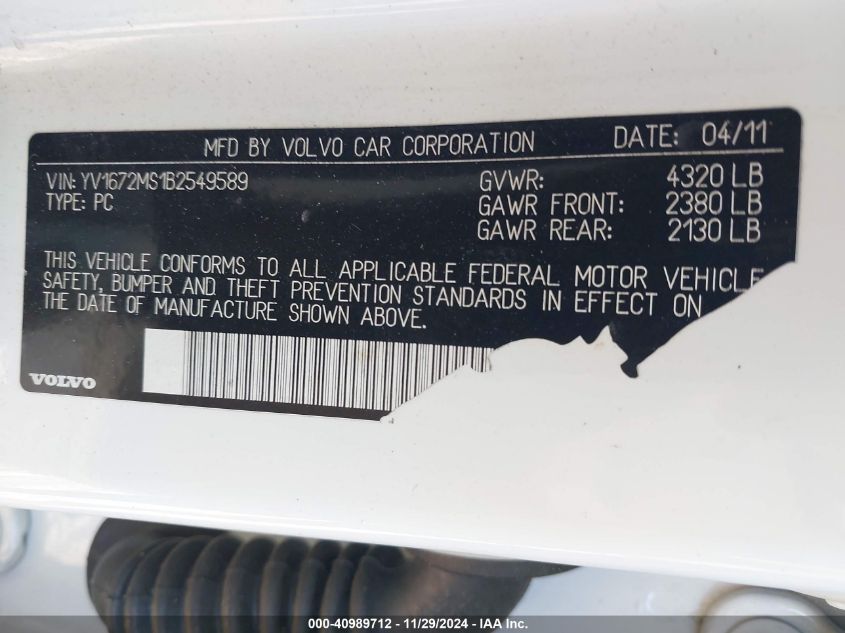 MFD BY VOLVO CAR CORPORATION DATE: 04/11
VIN: YV1672MS1B2549589 GVWR: 4320 LB
TYPE: PC GAWR FRONT: 2380 LB
GAWR REAR: 2130 LB
THIS VEHICLE CONFORMS TO ALL APPLICABLE FEDERAL MOTOR VEHICLE
SAFETY, BUMPER AND THEFT PREVENTION STANDARDS IN EFFECT ON
THE DATE OF MANUFACTURE SHOWN ABOVE.
VOLVO
000-40989712 - 11/29/2024 - IAA Inc.